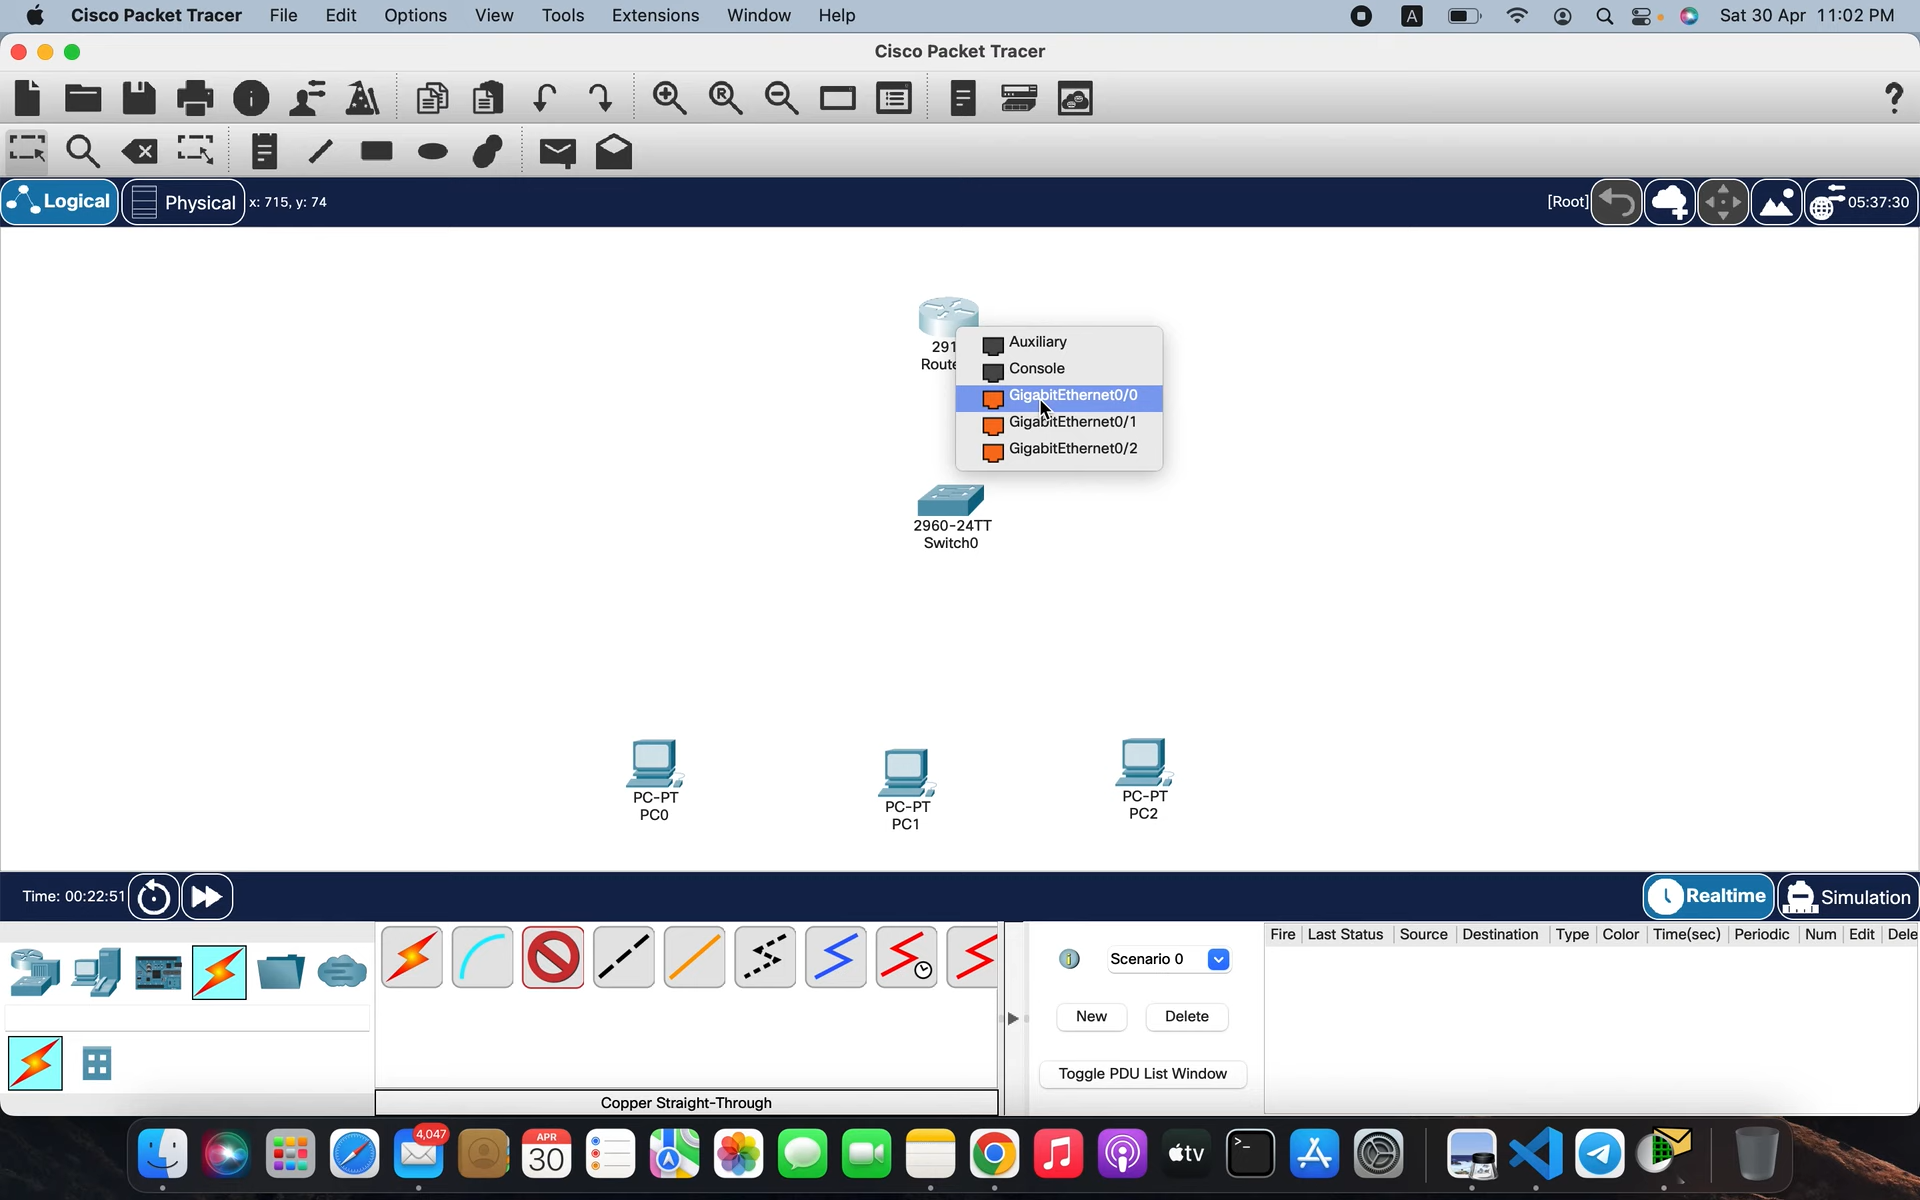 Cisco Packet Tracer File Edit Options View Tools Extensions Window Help A Sat 30 Apr 11:02 PM
Cisco Packet Tracer
Logical Physical x: 715, y: 74 [Root] 05:37:30
Auxiliary
Console
GigabitEthernet0/0
GigabitEthernet0/1
GigabitEthernet0/2
2960-24TT
Switch0
PC-PT
PC0
PC-PT
PC1
PC-PT
PC2
Time: 00:22:51 Realtime Simulation
Scenario 0
New Delete
Toggle PDU List Window
Fire Last Status Source Destination Type Color Time(sec) Periodic Num Edit Dele
Copper Straight-Through
4,047
APR
30
tv